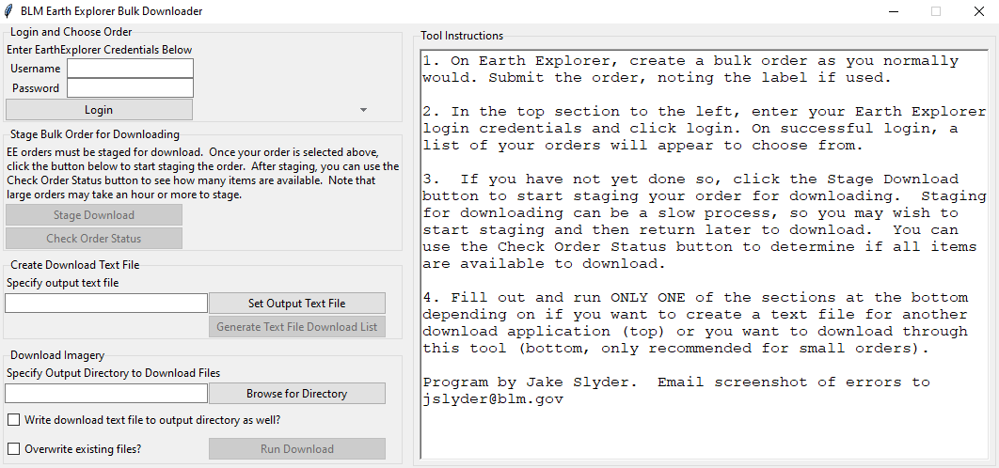 BLM Earth Explorer Bulk Downloader
Login and Choose Order
Enter EarthExplorer Credentials Below
Username
Password
Login
Stage Bulk Order for Downloading
EE orders must be staged for download.  Once your order is selected above,
click the button below to start staging the order.  After staging, you can use the
Check Order Status button to see how many items are available.  Note that
large orders may take an hour or more to stage.
Stage Download
Check Order Status
Create Download Text File
Specify output text file
Set Output Text File
Generate Text File Download List
Download Imagery
Specify Output Directory to Download Files
Browse for Directory
Write download text file to output directory as well?
Overwrite existing files?
Run Download
Tool Instructions
1. On Earth Explorer, create a bulk order as you normally
would. Submit the order, noting the label if used.
2. In the top section to the left, enter your Earth Explorer
login credentials and click login. On successful login, a
list of your orders will appear to choose from.
3.  If you have not yet done so, click the Stage Download
button to start staging your order for downloading.  Staging
for downloading can be a slow process, so you may wish to
start staging and then return later to download.  You can
use the Check Order Status button to determine if all items
are available to download.
4. Fill out and run ONLY ONE of the sections at the bottom
depending on if you want to create a text file for another
download application (top) or you want to download through
this tool (bottom, only recommended for small orders).
Program by Jake Slyder.  Email screenshot of errors to
jslyder@blm.gov